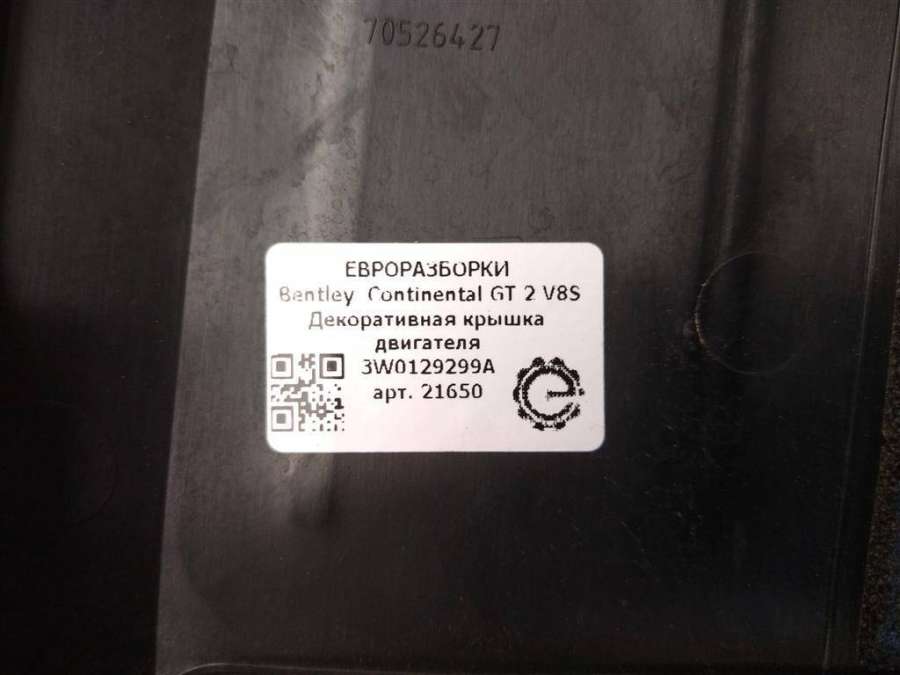 70526427
ЕВРОРАЗБОРКИ
Bentley Continental GT 2 V8S
Декоративная крышка
двигателя
3W0129299A
арт. 21650